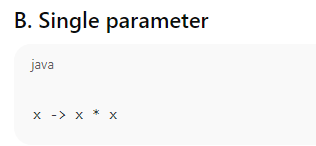 B. Single parameter
java
x -> x * x